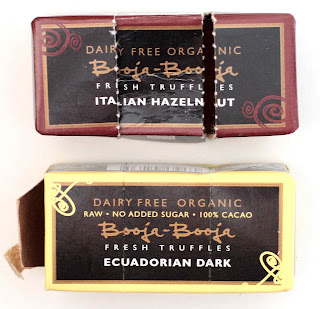 DAIRY FREE ORGANIC
Booja-Booja
FRESH TRUFFLES
ITALIAN HAZELNUT
DAIRY FREE ORGANIC
RAW • NO ADDED SUGAR • 100% CACAO
Booja-Booja
FRESH TRUFFLES
ECUADORIAN DARK